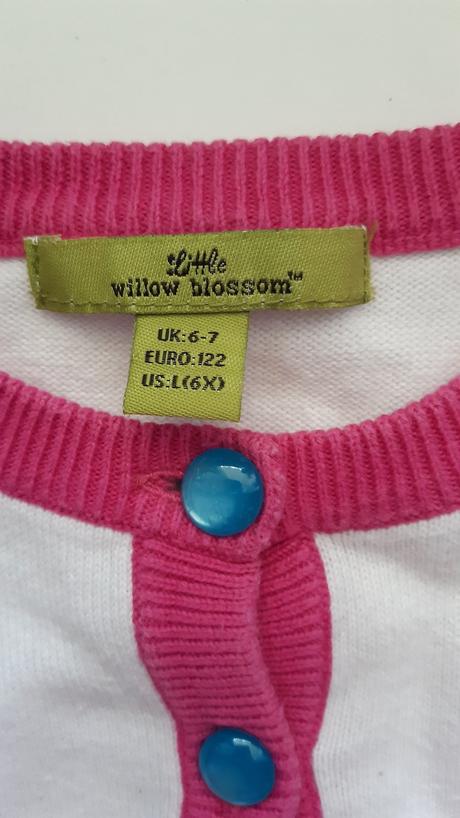 Little
willow blossom™
UK:6-7
EURO:122
US:L(6X)